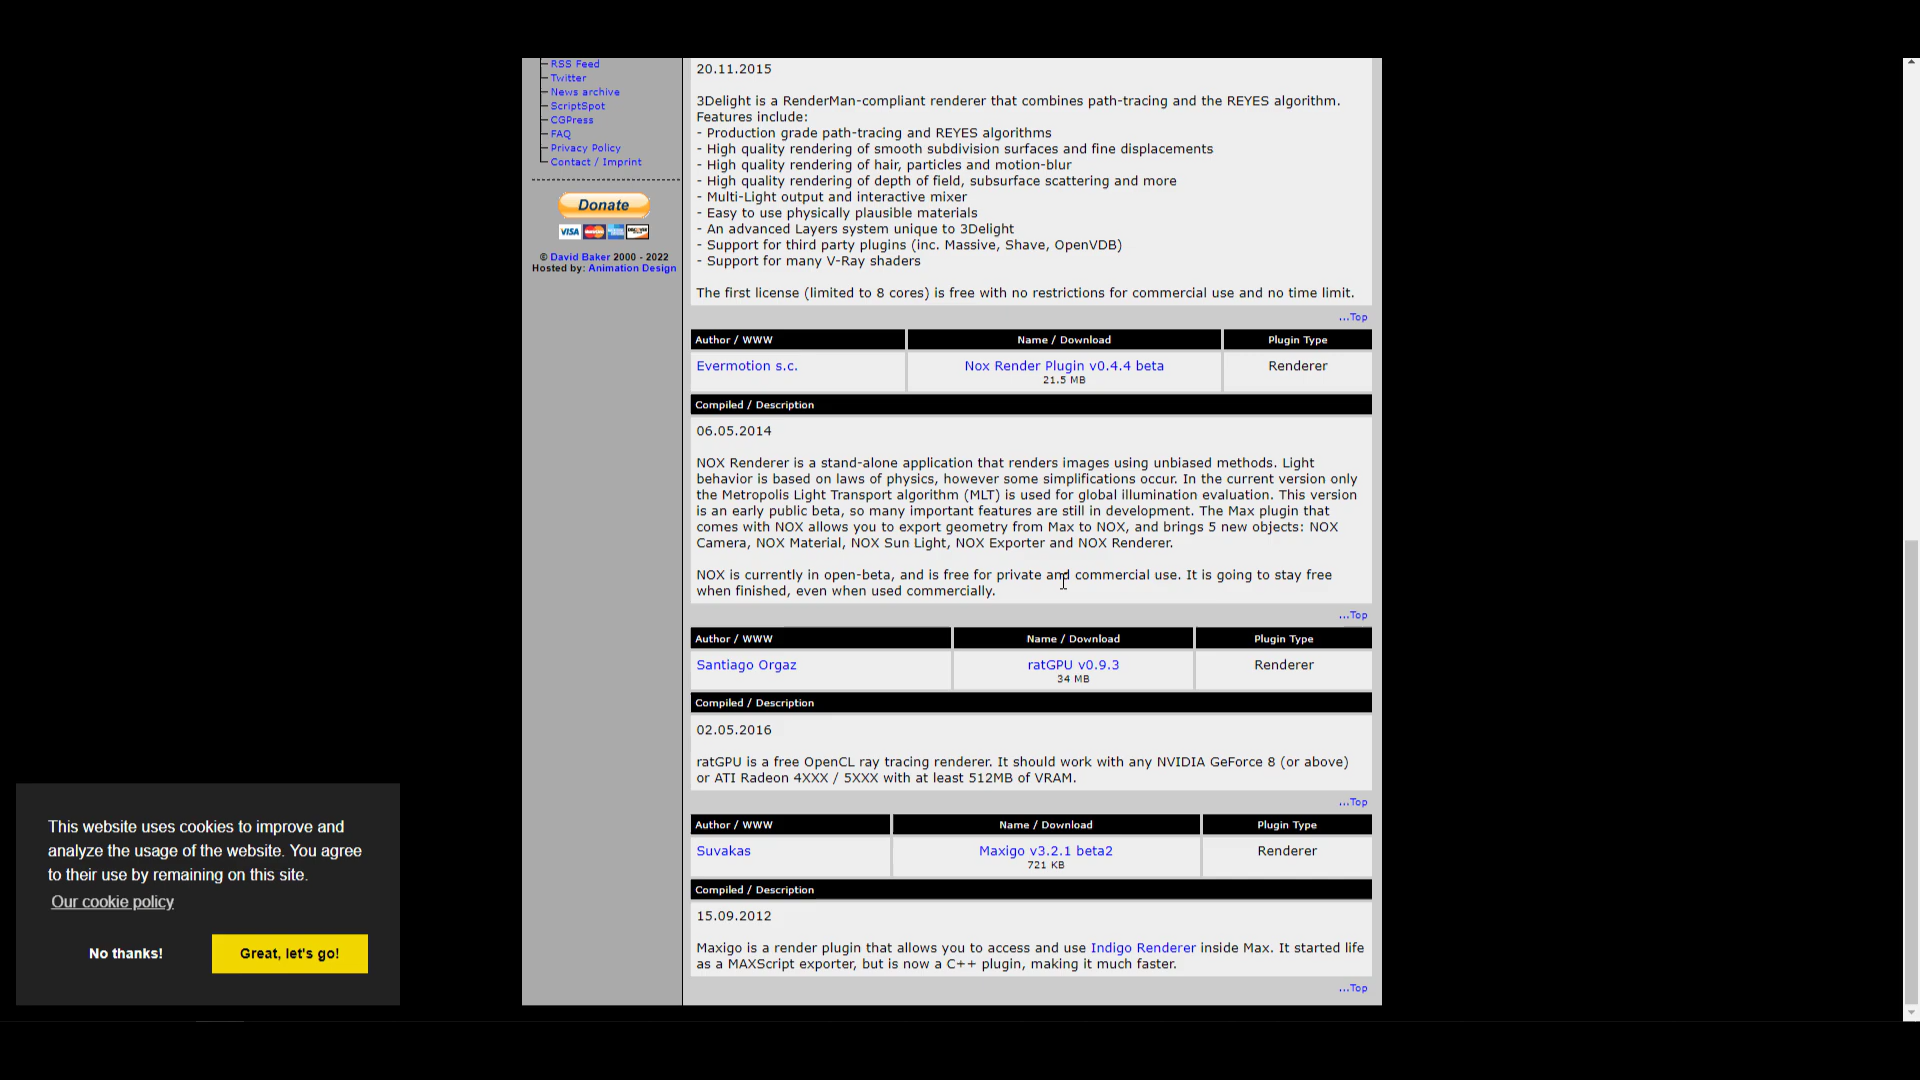 RSS Feed
Twitter
News archive
ScriptSpot
CGPress
FAQ
Privacy Policy
Contact / Imprint
Donate
VISA
© David Baker 2000 - 2022
Hosted by: Animation Design
20.11.2015
3Delight is a RenderMan-compliant renderer that combines path-tracing and the REYES algorithm.
Features include:
- Production grade path-tracing and REYES algorithms
- High quality rendering of smooth subdivision surfaces and fine displacements
- High quality rendering of hair, particles and motion-blur
- High quality rendering of depth of field, subsurface scattering and more
- Multi-Light output and interactive mixer
- Easy to use physically plausible materials
- An advanced Layers system unique to 3Delight
- Support for third party plugins (inc. Massive, Shave, OpenVDB)
- Support for many V-Ray shaders
The first license (limited to 8 cores) is free with no restrictions for commercial use and no time limit.
...Top
Author / WWW Name / Download Plugin Type
Evermotion s.c. Nox Render Plugin v0.4.4 beta Renderer
21.5 MB
Compiled / Description
06.05.2014
NOX Renderer is a stand-alone application that renders images using unbiased methods. Light
behavior is based on laws of physics, however some simplifications occur. In the current version only
the Metropolis Light Transport algorithm (MLT) is used for global illumination evaluation. This version
is an early public beta, so many important features are still in development. The Max plugin that
comes with NOX allows you to export geometry from Max to NOX, and brings 5 new objects: NOX
Camera, NOX Material, NOX Sun Light, NOX Exporter and NOX Renderer.
NOX is currently in open-beta, and is free for private and commercial use. It is going to stay free
when finished, even when used commercially.
...Top
Author / WWW Name / Download Plugin Type
Santiago Orgaz ratGPU v0.9.3 Renderer
34 MB
Compiled / Description
02.05.2016
ratGPU is a free OpenCL ray tracing renderer. It should work with any NVIDIA GeForce 8 (or above)
or ATI Radeon 4XXX / 5XXX with at least 512MB of VRAM.
...Top
Author / WWW Name / Download Plugin Type
Suvakas Maxigo v3.2.1 beta2 Renderer
721 KB
Compiled / Description
15.09.2012
Maxigo is a render plugin that allows you to access and use Indigo Renderer inside Max. It started life
as a MAXScript exporter, but is now a C++ plugin, making it much faster.
...Top
This website uses cookies to improve and
analyze the usage of the website. You agree
to their use by remaining on this site.
Our cookie policy
No thanks! Great, let's go!